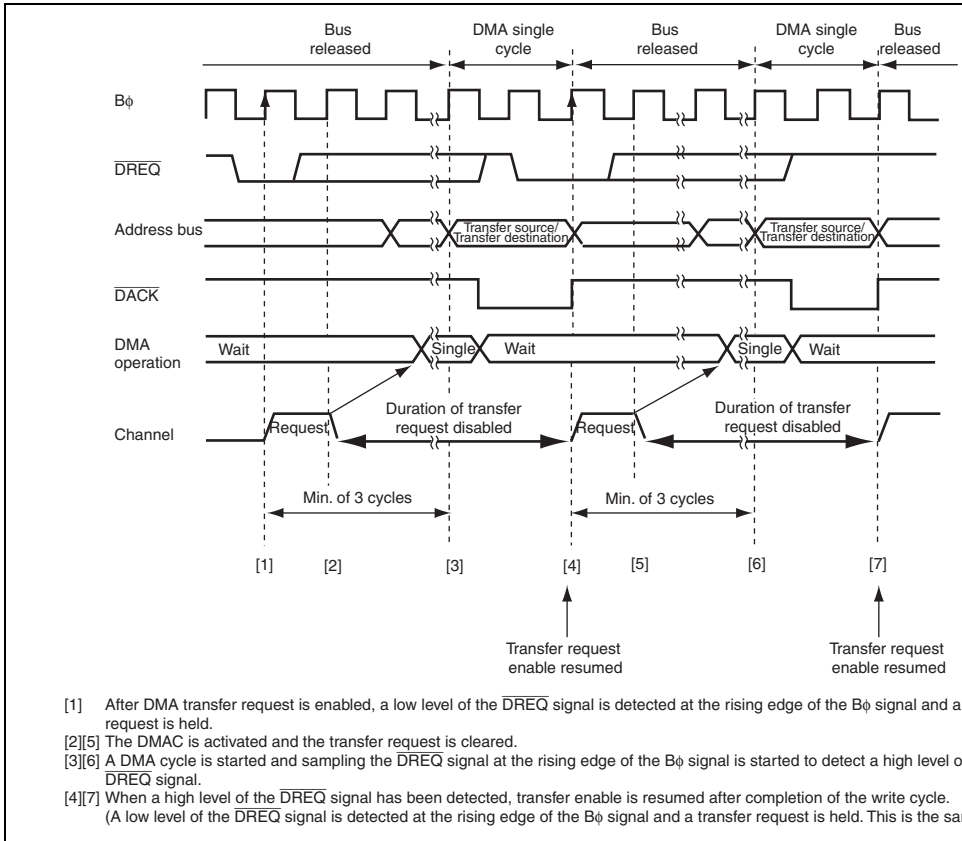 Bus released
DMA single cycle
Bus released
DMA single cycle
Bus released
Bϕ
DREQ
Address bus
Transfer source/
Transfer destination
Transfer source/
Transfer destination
DACK
DMA operation
Wait
Single
Wait
Single
Wait
Channel
Request
Duration of transfer request disabled
Request
Duration of transfer request disabled
Min. of 3 cycles
Min. of 3 cycles
[1] [2] [3] [4] [5] [6] [7]
Transfer request enable resumed
Transfer request enable resumed
[1] After DMA transfer request is enabled, a low level of the DREQ signal is detected at the rising edge of the Bϕ signal and a
request is held.
[2][5] The DMAC is activated and the transfer request is cleared.
[3][6] A DMA cycle is started and sampling the DREQ signal at the rising edge of the Bϕ signal is started to detect a high level o
DREQ signal.
[4][7] When a high level of the DREQ signal has been detected, transfer enable is resumed after completion of the write cycle.
(A low level of the DREQ signal is detected at the rising edge of the Bϕ signal and a transfer request is held. This is the sa